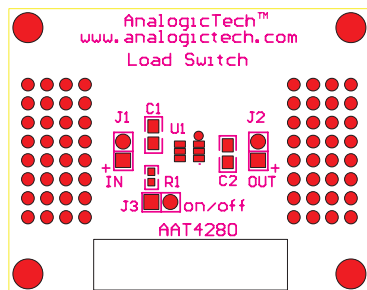 AnalogicTech™
www.analogictech.com
Load Switch
J1
C1
U1
J2
+
IN
R1
C2
+
OUT
J3
on/off
AAT4280